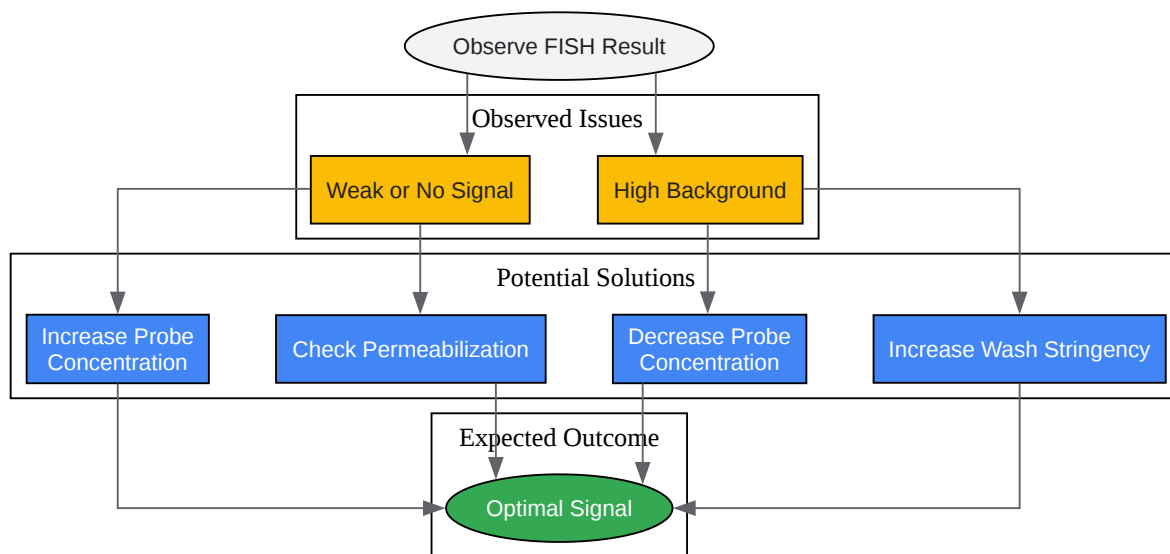 Observe FISH Result
Observed Issues
Weak or No Signal
High Background
Potential Solutions
Increase Probe
Concentration
Check Permeabilization
Decrease Probe
Concentration
Increase Wash Stringency
Expected Outcome
Optimal Signal